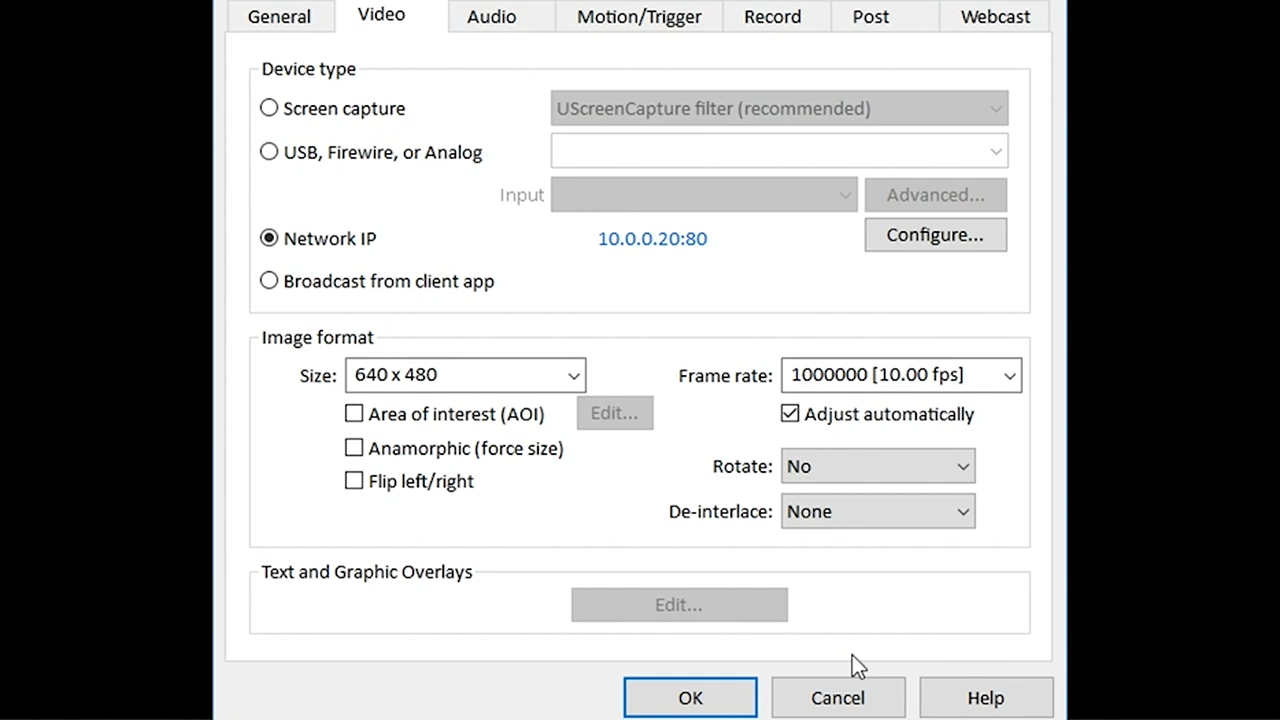 General Video Audio Motion/Trigger Record Post Webcast
Device type
Screen capture UScreenCapture filter (recommended)
USB, Firewire, or Analog
Input Advanced...
Network IP 10.0.0.20:80 Configure...
Broadcast from client app
Image format
Size: 640 x 480 Frame rate: 1000000 [10.00 fps]
Area of interest (AOI) Edit... Adjust automatically
Anamorphic (force size)
Rotate: No
Flip left/right
De-interlace: None
Text and Graphic Overlays
Edit...
OK Cancel Help